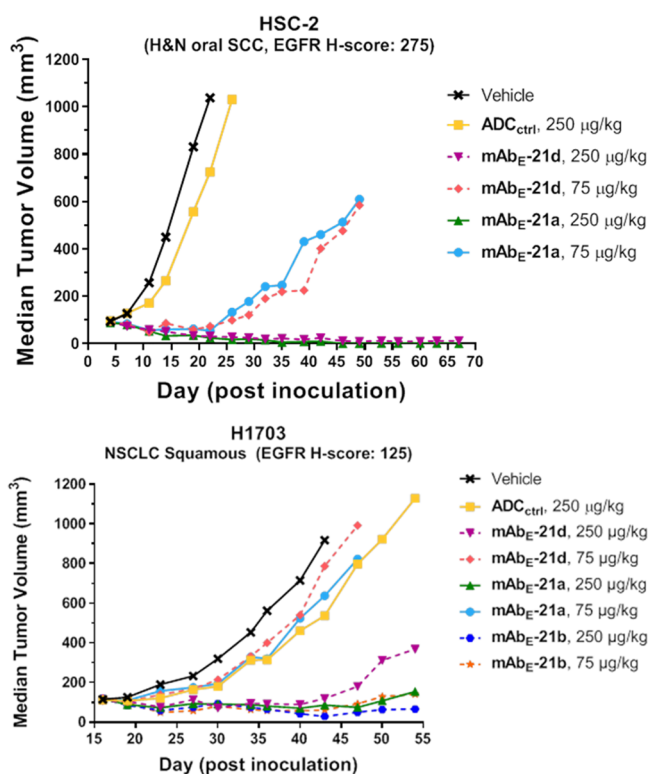 HSC-2
(H&N oral SCC, EGFR H-score: 275)
Median Tumor Volume (mm³)
1200
1000
800
600
400
200
0
0 5 10 15 20 25 30 35 40 45 50 55 60 65 70
Day (post inoculation)
Vehicle
ADCctrl, 250 µg/kg
mAbE-21d, 250 µg/kg
mAbE-21d, 75 µg/kg
mAbE-21a, 250 µg/kg
mAbE-21a, 75 µg/kg
H1703
NSCLC Squamous (EGFR H-score: 125)
Median Tumor Volume (mm³)
1200
1000
800
600
400
200
0
15 20 25 30 35 40 45 50 55
Day (post inoculation)
Vehicle
ADCctrl, 250 µg/kg
mAbE-21d, 250 µg/kg
mAbE-21d, 75 µg/kg
mAbE-21a, 250 µg/kg
mAbE-21a, 75 µg/kg
mAbE-21b, 250 µg/kg
mAbE-21b, 75 µg/kg